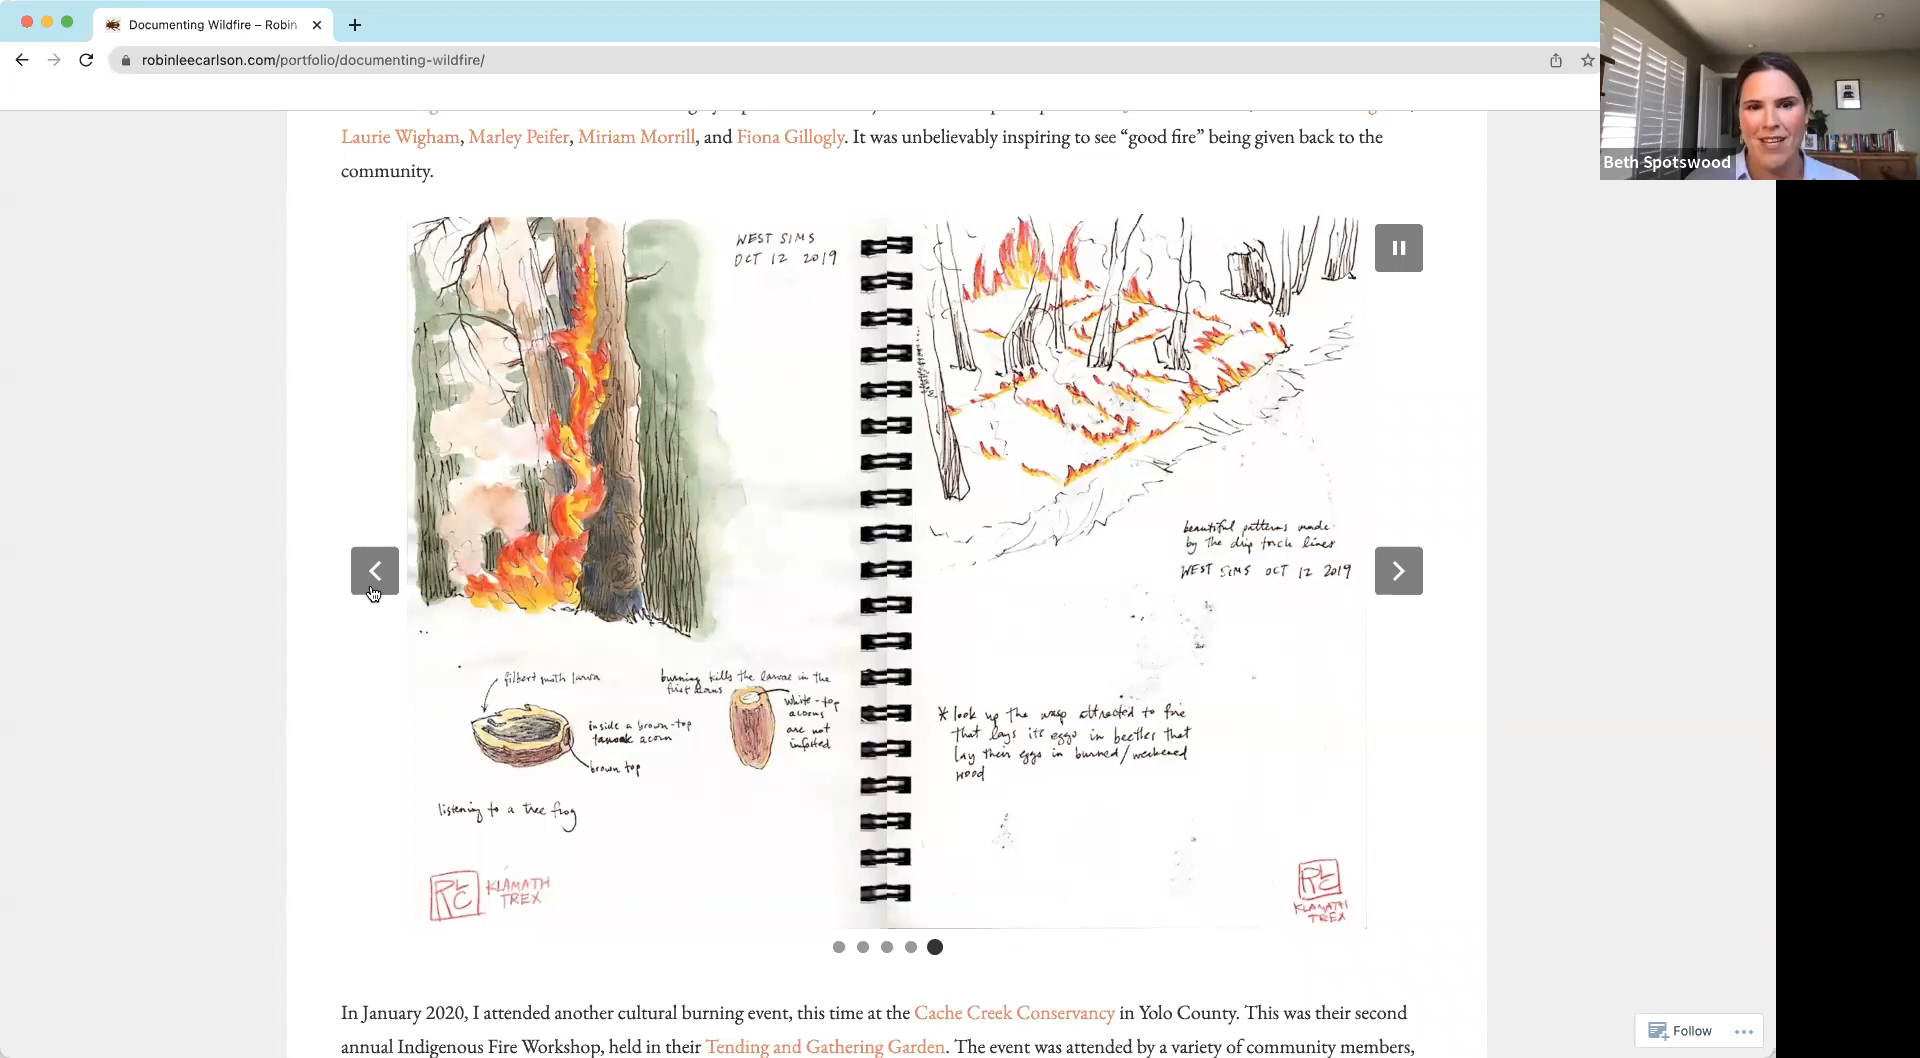 Documenting Wildfire – Robin
robinleecarlson.com/portfolio/documenting-wildfire/
Beth Spotswood
Laurie Wigham, Marley Peifer, Miriam Morrill, and Fiona Gillogly. It was unbelievably inspiring to see “good fire” being given back to the
community.
WEST SIMS
OCT 12 2019
filbert moth larva
inside a brown-top
tanoak acorn
brown top
burning kills the larvae in the
first acorns
white-top
acorns
are not
infested
listening to a tree frog
RLC KLAMATH
TREX
beautiful patterns made
by the drip torch lines
WEST SIMS OCT 12 2019
* look up the wasp attracted to fire
that lays its eggs in beetles that
lay their eggs in burned/weakened
wood
RLC
KLAMATH
TREX
In January 2020, I attended another cultural burning event, this time at the Cache Creek Conservancy in Yolo County. This was their second
annual Indigenous Fire Workshop, held in their Tending and Gathering Garden. The event was attended by a variety of community members,
Follow